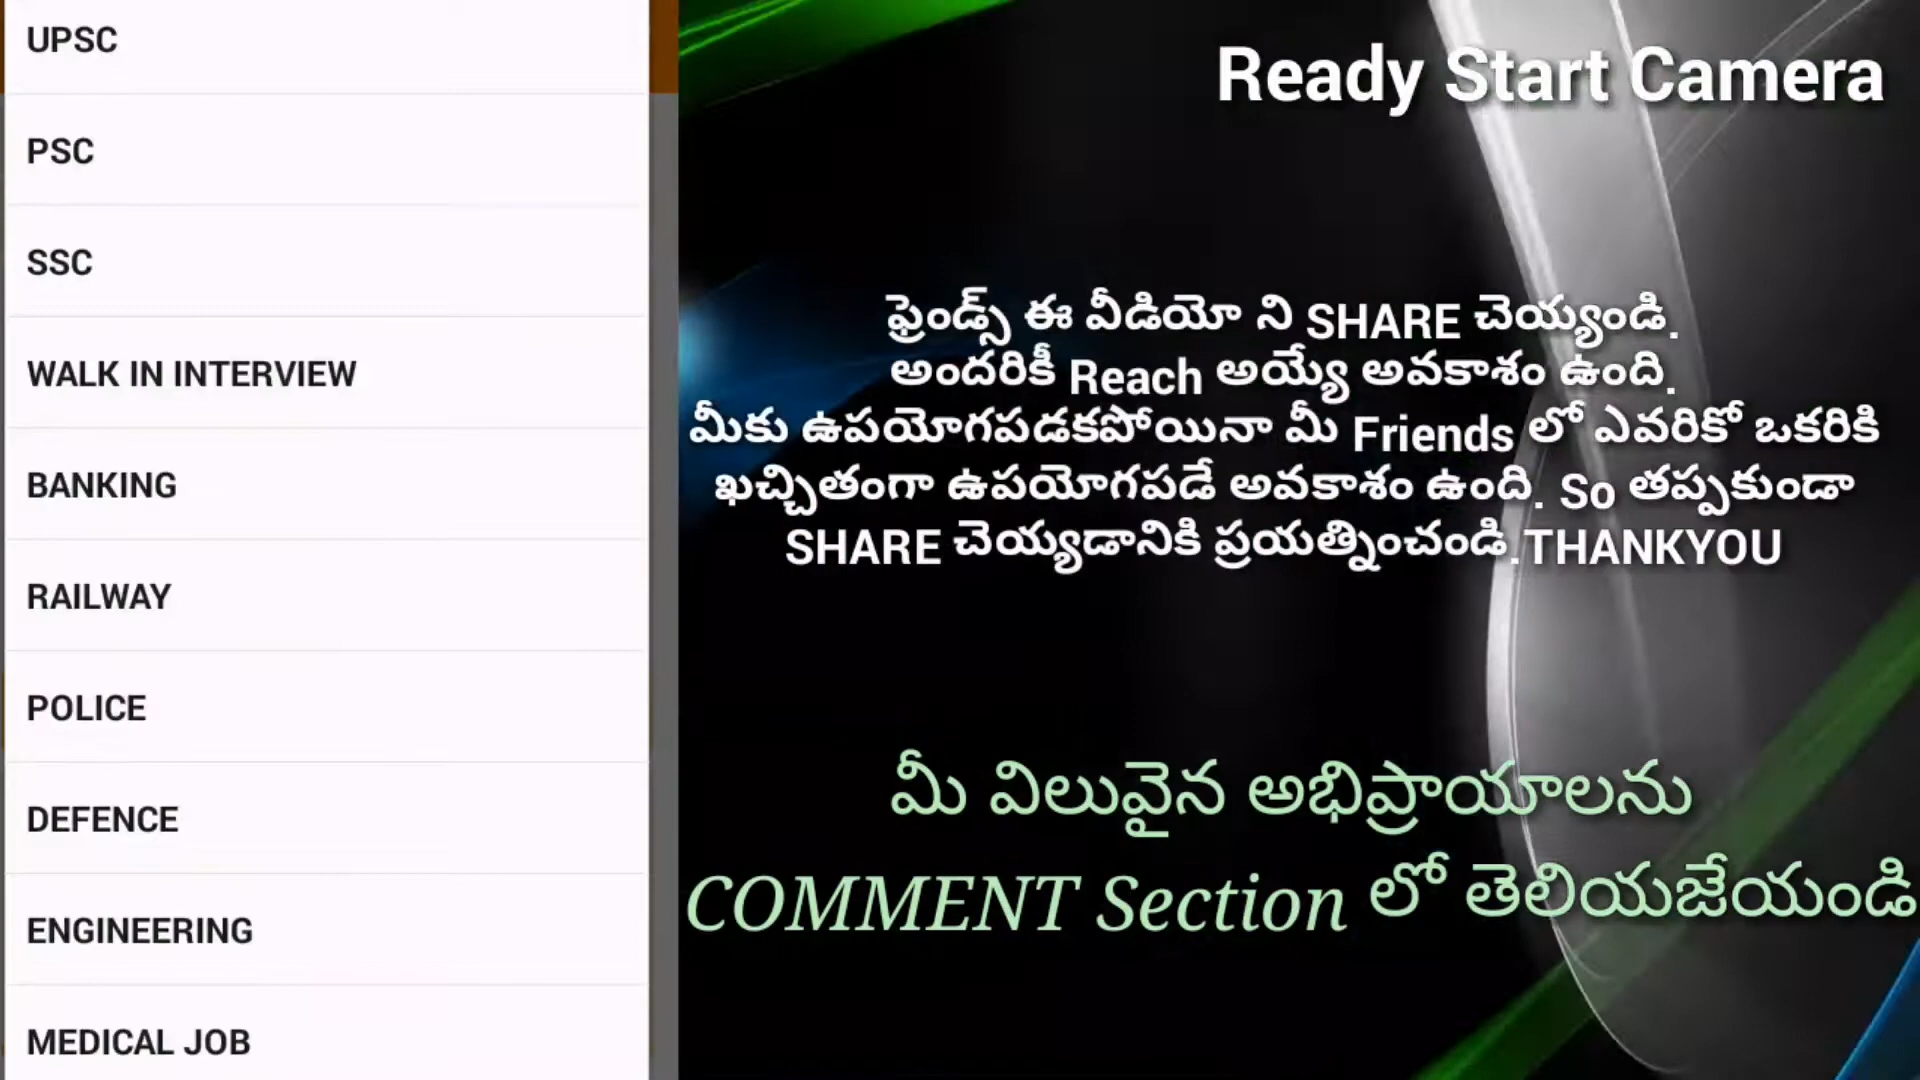 UPSC
PSC
SSC
WALK IN INTERVIEW
BANKING
RAILWAY
POLICE
DEFENCE
ENGINEERING
MEDICAL JOB
Ready Start Camera
ఫ్రెండ్స్ ఈ వీడియో ని SHARE చెయ్యండి.
అందరికీ Reach అయ్యే అవకాశం ఉంది.
మీకు ఉపయోగపడకపోయినా మీ Friends లో ఎవరికో ఒకరికి
ఖచ్చితంగా ఉపయోగపడే అవకాశం ఉంది. So తప్పకుండా
SHARE చెయ్యడానికి ప్రయత్నించండి.THANKYOU
మీ విలువైన అభిప్రాయాలను
COMMENT Section లో తెలియజేయండి